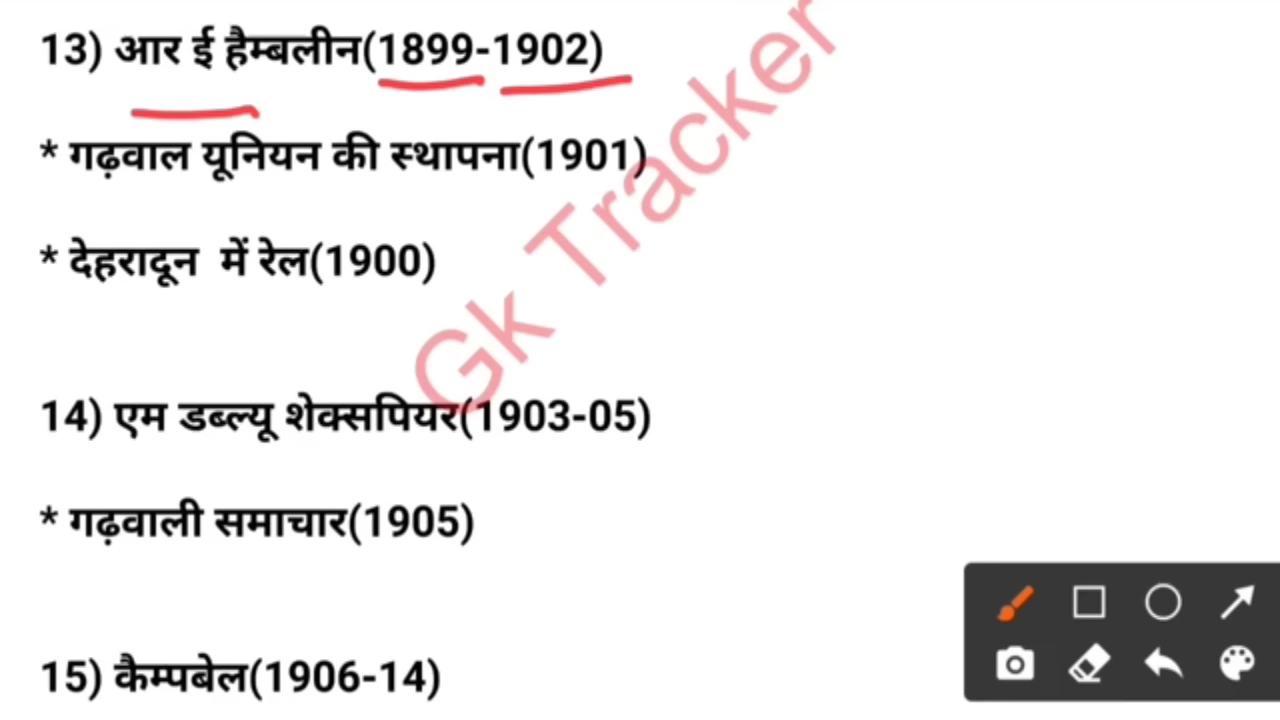 13) आर ई हैम्बलीन(1899-1902)
* गढ़वाल यूनियन की स्थापना(1901)
* देहरादून में रेल(1900)
Gk Tracker
14) एम डब्ल्यू शेक्सपियर(1903-05)
* गढ़वाली समाचार(1905)
15) कैम्पबेल(1906-14)